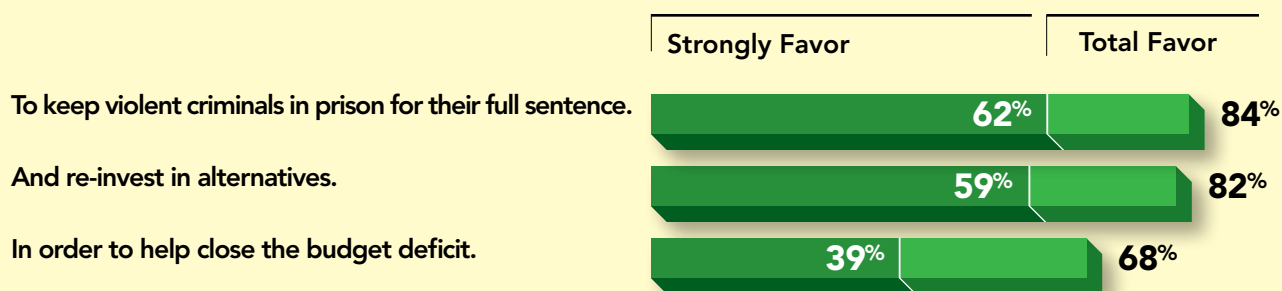 Strongly Favor Total Favor
To keep violent criminals in prison for their full sentence. 62% 84%
And re-invest in alternatives. 59% 82%
In order to help close the budget deficit. 39% 68%